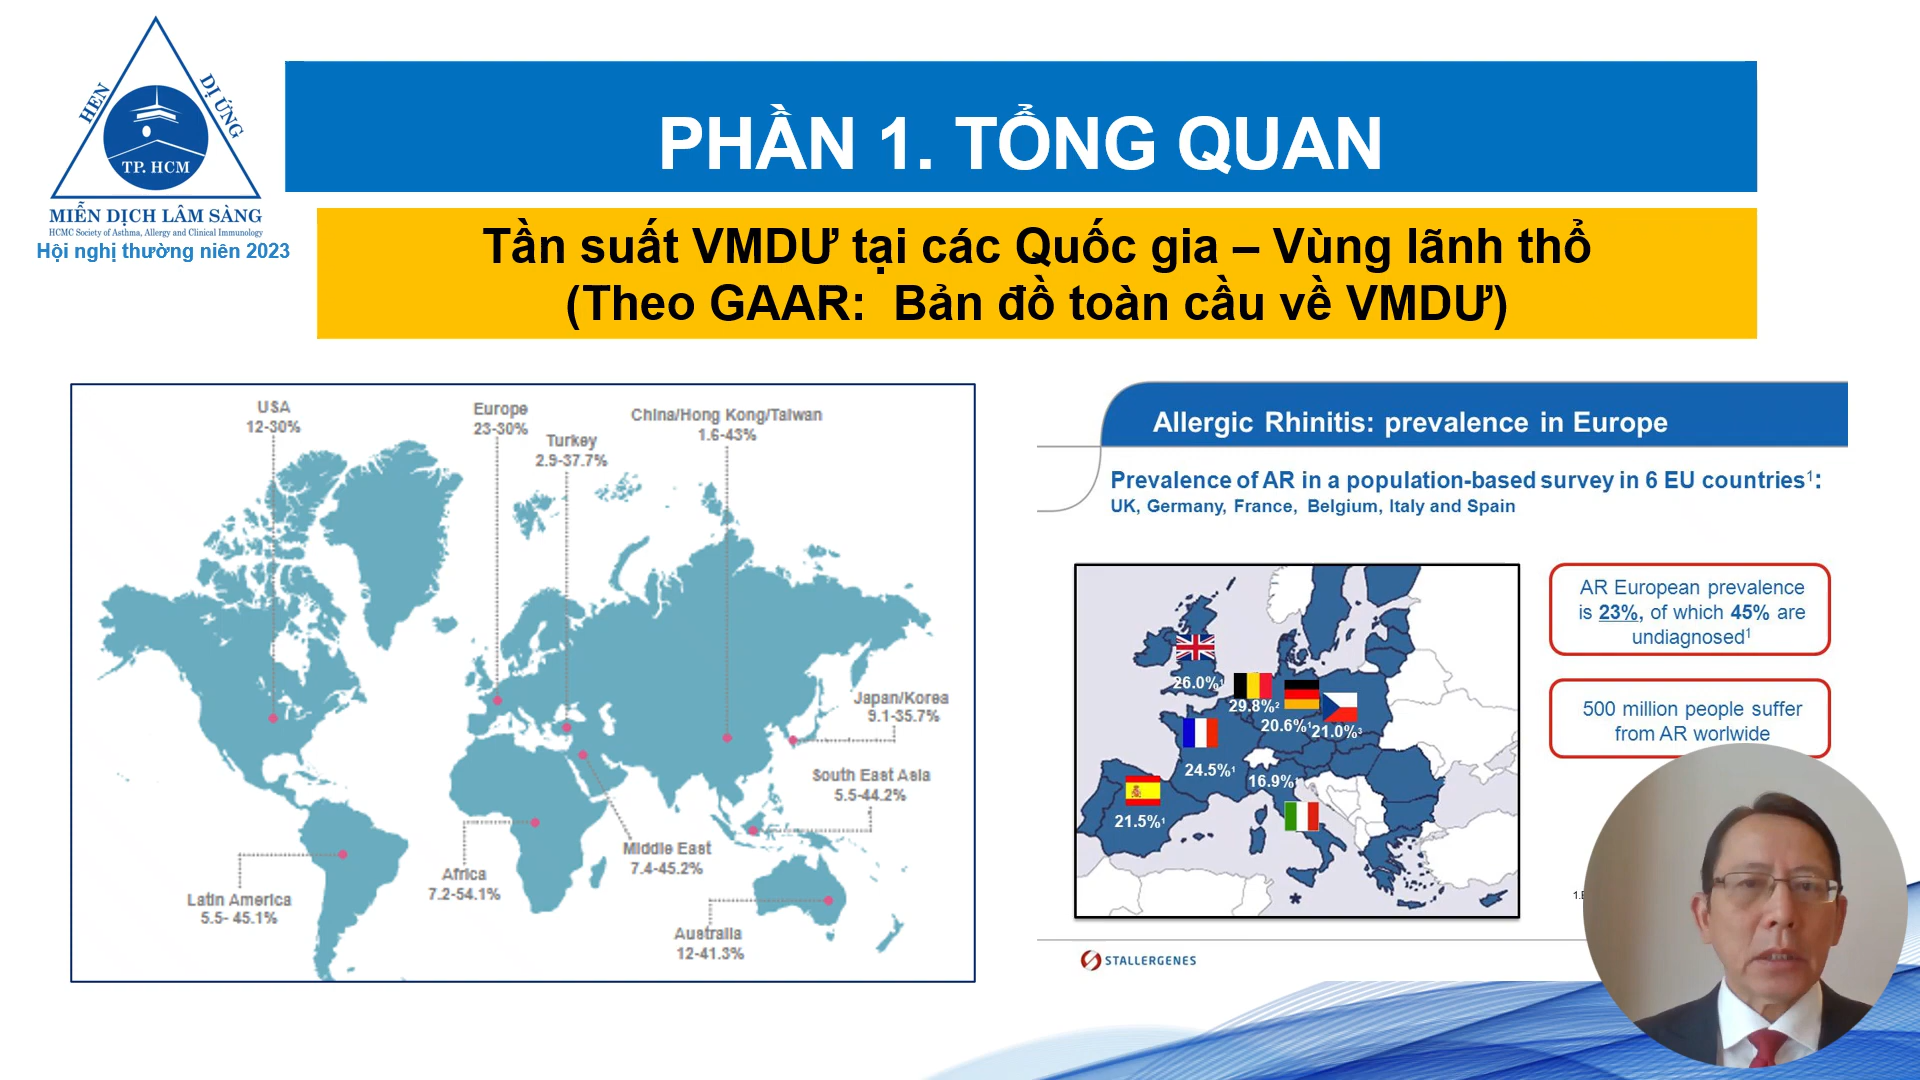 HEN
DỊ ỨNG
TP. HCM
MIỄN DỊCH LÂM SÀNG
HCMC Society of Asthma, Allergy and Clinical Immunology
Hội nghị thường niên 2023
PHẦN 1. TỔNG QUAN
Tần suất VMDƯ tại các Quốc gia – Vùng lãnh thổ
(Theo GAAR: Bản đồ toàn cầu về VMDƯ)
USA
12-30%
Europe
23-30%
Turkey
2.9-37.7%
China/Hong Kong/Taiwan
1.6-43%
Japan/Korea
9.1-35.7%
South East Asia
5.5-44.2%
Middle East
7.4-45.2%
Africa
7.2-54.1%
Latin America
5.5- 45.1%
Australia
12-41.3%
Allergic Rhinitis: prevalence in Europe
Prevalence of AR in a population-based survey in 6 EU countries¹:
UK, Germany, France, Belgium, Italy and Spain
26.0%¹
29.8%²
20.6%¹
21.0%³
24.5%¹
16.9%
21.5%¹
AR European prevalence
is 23%, of which 45% are
undiagnosed¹
500 million people suffer
from AR worlwide
STALLERGENES